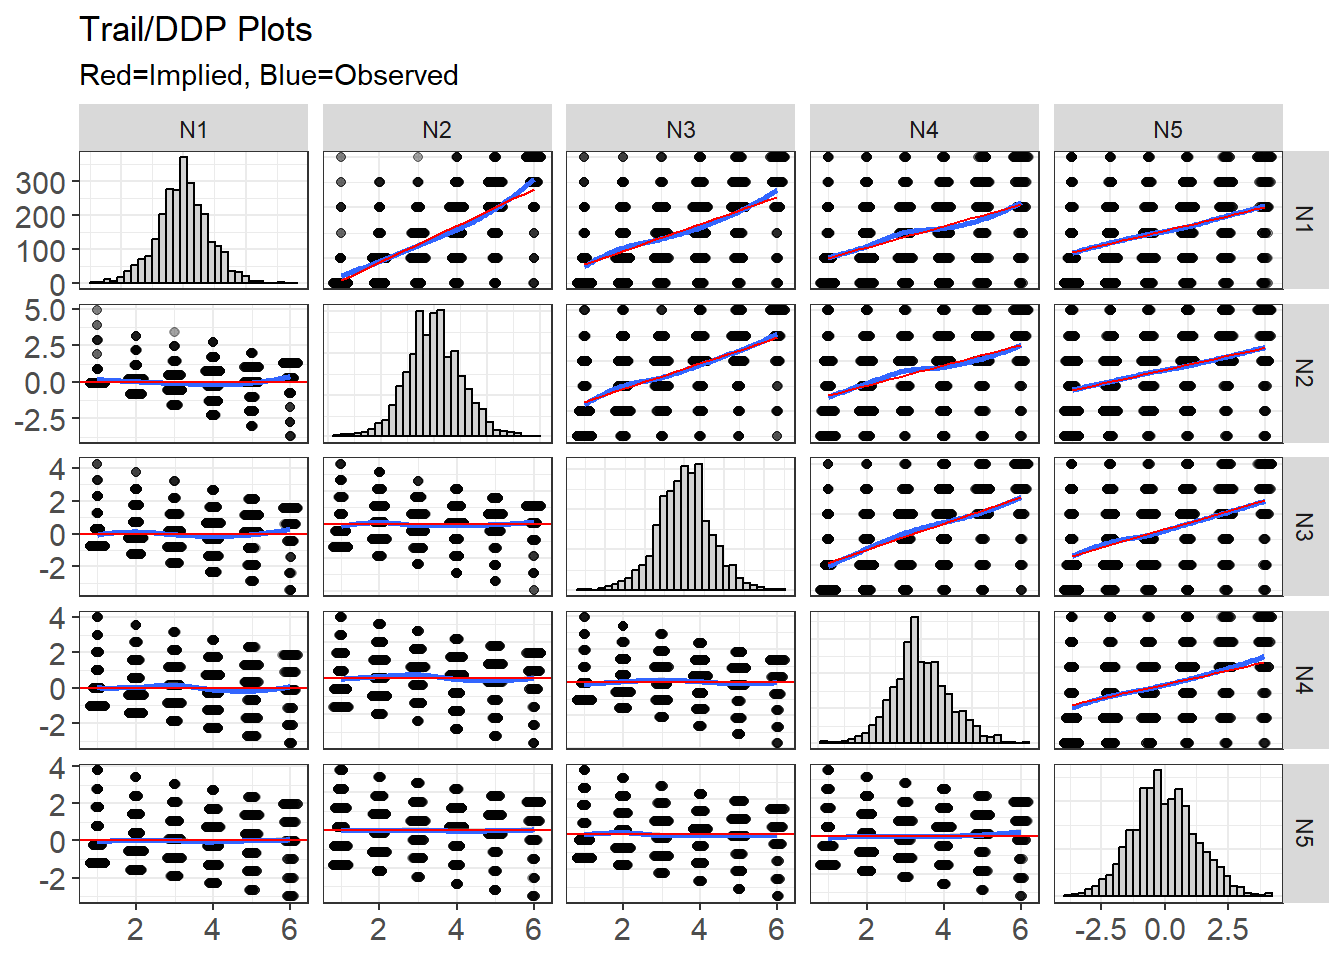 Trail/DDP Plots
Red=Implied, Blue=Observed
N1 N2 N3 N4 N5
300
200
100
0
N1
5.0
2.5
0.0
-2.5
N2
4
2
0
-2
N3
4
2
0
-2
N4
4
2
0
-2
N5
2 4 6 2 4 6 2 4 6 2 4 6 -2.5 0.0 2.5